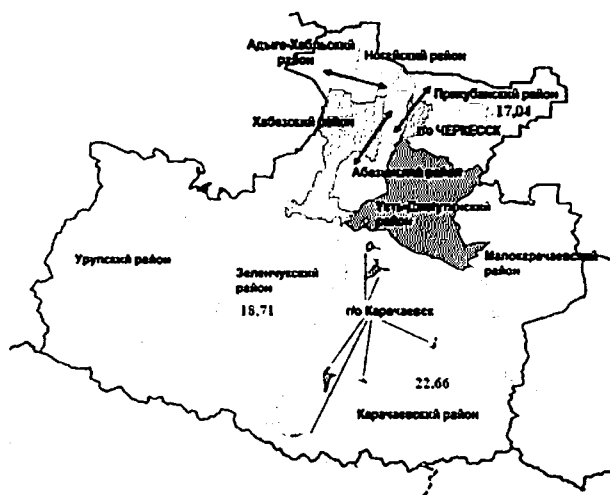 Адыге-Хабльский
район
Ногайский район
Прикубанский район
17,04
Хабезский район
г/о ЧЕРКЕССК
Абазинский район
Усть-Джегутинский
район
Малокарачаевский
район
Урупский район
Зеленчукский
район
18,71
г/о Карачаевск
22,66
Карачаевский район